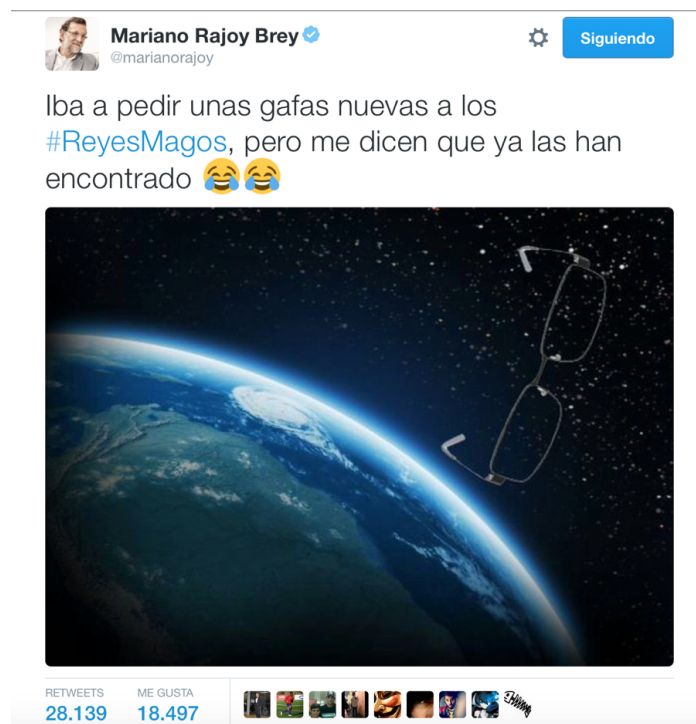 Mariano Rajoy Brey
@marianorajoy
Siguiendo
Iba a pedir unas gafas nuevas a los
#ReyesMagos, pero me dicen que ya las han
encontrado 😂😂
RETWEETS
ME GUSTA
28.139
18.497